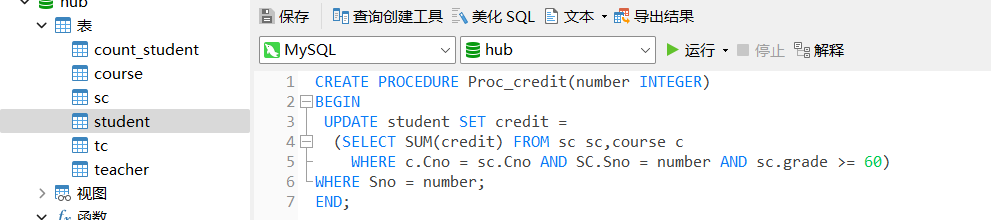 hub
表
count_student
course
sc
student
tc
teacher
视图
函数
保存 查询创建工具 美化 SQL 文本 导出结果
MySQL hub 运行 停止 解释
1 CREATE PROCEDURE Proc_credit(number INTEGER)
2 BEGIN
3 UPDATE student SET credit =
4 (SELECT SUM(credit) FROM sc sc,course c
5 WHERE c.Cno = sc.Cno AND SC.Sno = number AND sc.grade >= 60)
6 WHERE Sno = number;
7 END;